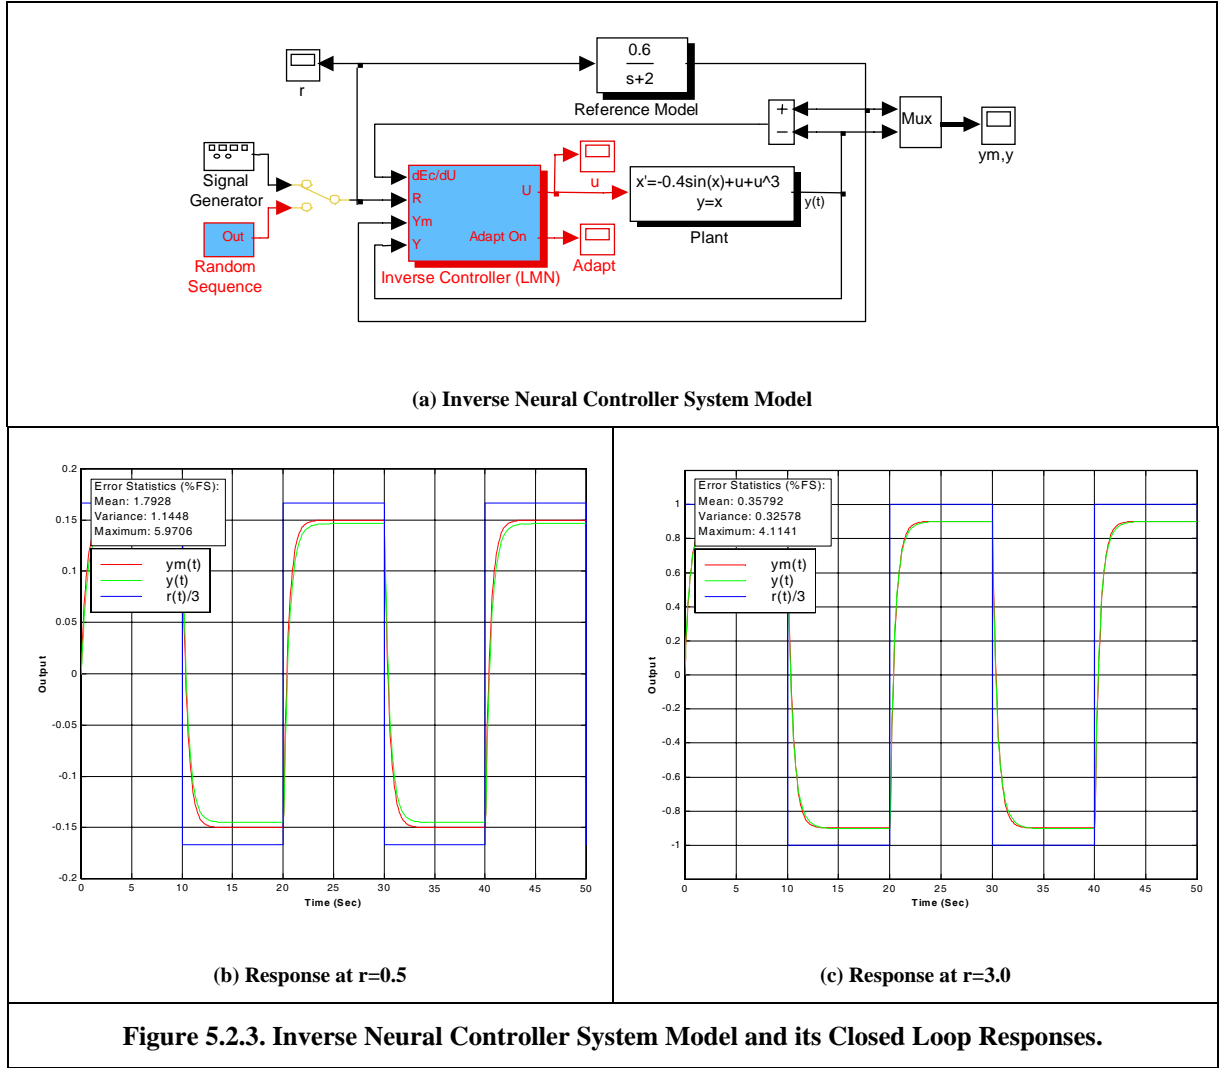 r
0.6
s+2
Reference Model
+
−
Mux
ym,y
Signal
Generator
Out
Random
Sequence
dEc/dU
R
Ym
Y
U
Adapt On
Inverse Controller (LMN)
u
Adapt
x'=-0.4sin(x)+u+u^3
y=x
Plant
y(t)
(a) Inverse Neural Controller System Model
0.2
0.15
0.1
0.05
0
-0.05
-0.1
-0.15
-0.2
Output
Error Statistics (%FS):
Mean: 1.7928
Variance: 1.1448
Maximum: 5.9706
ym(t)
y(t)
r(t)/3
0 5 10 15 20 25 30 35 40 45 50
Time (Sec)
(b) Response at r=0.5
1
0.8
0.6
0.4
0.2
0
-0.2
-0.4
-0.6
-0.8
-1
Output
Error Statistics (%FS):
Mean: 0.35792
Variance: 0.32578
Maximum: 4.1141
ym(t)
y(t)
r(t)/3
0 5 10 15 20 25 30 35 40 45 50
Time (Sec)
(c) Response at r=3.0
Figure 5.2.3. Inverse Neural Controller System Model and its Closed Loop Responses.